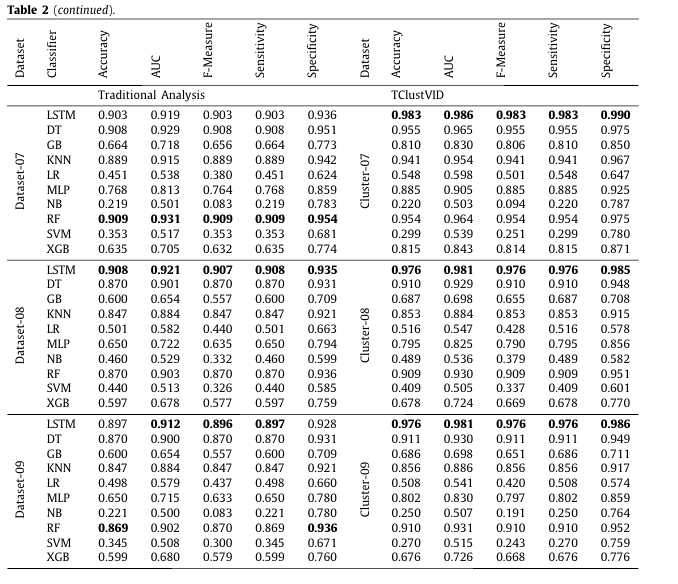 Table 2 (continued).
Dataset Classifier Accuracy AUC F-Measure Sensitivity Specificity Dataset Accuracy AUC F-Measure Sensitivity Specificity
Traditional Analysis TClustVID
Dataset-07 Cluster-07
LSTM 0.903 0.919 0.903 0.903 0.936 0.983 0.986 0.983 0.983 0.990
DT 0.908 0.929 0.908 0.908 0.951 0.955 0.965 0.955 0.955 0.975
GB 0.664 0.718 0.656 0.664 0.773 0.810 0.830 0.806 0.810 0.850
KNN 0.889 0.915 0.889 0.889 0.942 0.941 0.954 0.941 0.941 0.967
LR 0.451 0.538 0.380 0.451 0.624 0.548 0.598 0.501 0.548 0.647
MLP 0.768 0.813 0.764 0.768 0.859 0.885 0.905 0.885 0.885 0.925
NB 0.219 0.501 0.083 0.219 0.783 0.220 0.503 0.094 0.220 0.787
RF 0.909 0.931 0.909 0.909 0.954 0.954 0.964 0.954 0.954 0.975
SVM 0.353 0.517 0.353 0.353 0.681 0.299 0.539 0.251 0.299 0.780
XGB 0.635 0.705 0.632 0.635 0.774 0.815 0.843 0.814 0.815 0.871
Dataset-08 Cluster-08
LSTM 0.908 0.921 0.907 0.908 0.935 0.976 0.981 0.976 0.976 0.985
DT 0.870 0.901 0.870 0.870 0.931 0.910 0.929 0.910 0.910 0.948
GB 0.600 0.654 0.557 0.600 0.709 0.687 0.698 0.655 0.687 0.708
KNN 0.847 0.884 0.847 0.847 0.921 0.853 0.884 0.853 0.853 0.915
LR 0.501 0.582 0.440 0.501 0.663 0.516 0.547 0.428 0.516 0.578
MLP 0.650 0.722 0.635 0.650 0.794 0.795 0.825 0.790 0.795 0.856
NB 0.460 0.529 0.332 0.460 0.599 0.489 0.536 0.379 0.489 0.582
RF 0.870 0.903 0.870 0.870 0.936 0.909 0.930 0.909 0.909 0.951
SVM 0.440 0.513 0.326 0.440 0.585 0.409 0.505 0.337 0.409 0.601
XGB 0.597 0.678 0.577 0.597 0.759 0.678 0.724 0.669 0.678 0.770
Dataset-09 Cluster-09
LSTM 0.897 0.912 0.896 0.897 0.928 0.976 0.981 0.976 0.976 0.986
DT 0.870 0.900 0.870 0.870 0.931 0.911 0.930 0.911 0.911 0.949
GB 0.600 0.654 0.557 0.600 0.709 0.686 0.698 0.651 0.686 0.711
KNN 0.847 0.884 0.847 0.847 0.921 0.856 0.886 0.856 0.856 0.917
LR 0.498 0.579 0.437 0.498 0.660 0.508 0.541 0.420 0.508 0.574
MLP 0.650 0.715 0.633 0.650 0.780 0.802 0.830 0.797 0.802 0.859
NB 0.221 0.500 0.083 0.221 0.780 0.250 0.507 0.191 0.250 0.764
RF 0.869 0.902 0.870 0.869 0.936 0.910 0.931 0.910 0.910 0.952
SVM 0.345 0.508 0.300 0.345 0.671 0.270 0.515 0.243 0.270 0.759
XGB 0.599 0.680 0.579 0.599 0.760 0.676 0.726 0.668 0.676 0.776